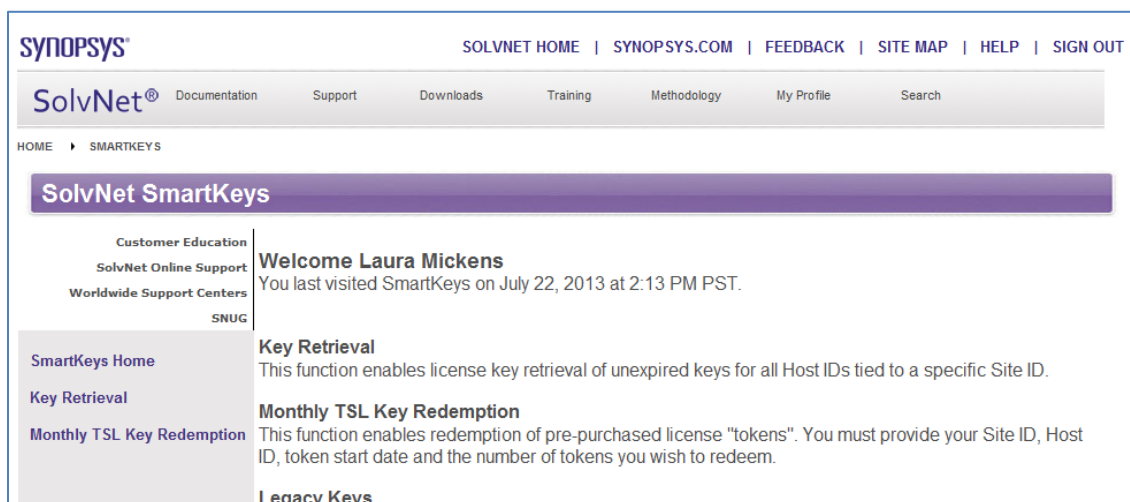 SYNOPSYS®
SOLVNET HOME | SYNOPSYS.COM | FEEDBACK | SITE MAP | HELP | SIGN OUT
SolvNet® Documentation Support Downloads Training Methodology My Profile Search
HOME ▸ SMARTKEYS
SolvNet SmartKeys
Customer Education
SolvNet Online Support
Worldwide Support Centers
SNUG
SmartKeys Home
Key Retrieval
Monthly TSL Key Redemption
Welcome Laura Mickens
You last visited SmartKeys on July 22, 2013 at 2:13 PM PST.
Key Retrieval
This function enables license key retrieval of unexpired keys for all Host IDs tied to a specific Site ID.
Monthly TSL Key Redemption
This function enables redemption of pre-purchased license "tokens". You must provide your Site ID, Host
ID, token start date and the number of tokens you wish to redeem.
Legacy Keys